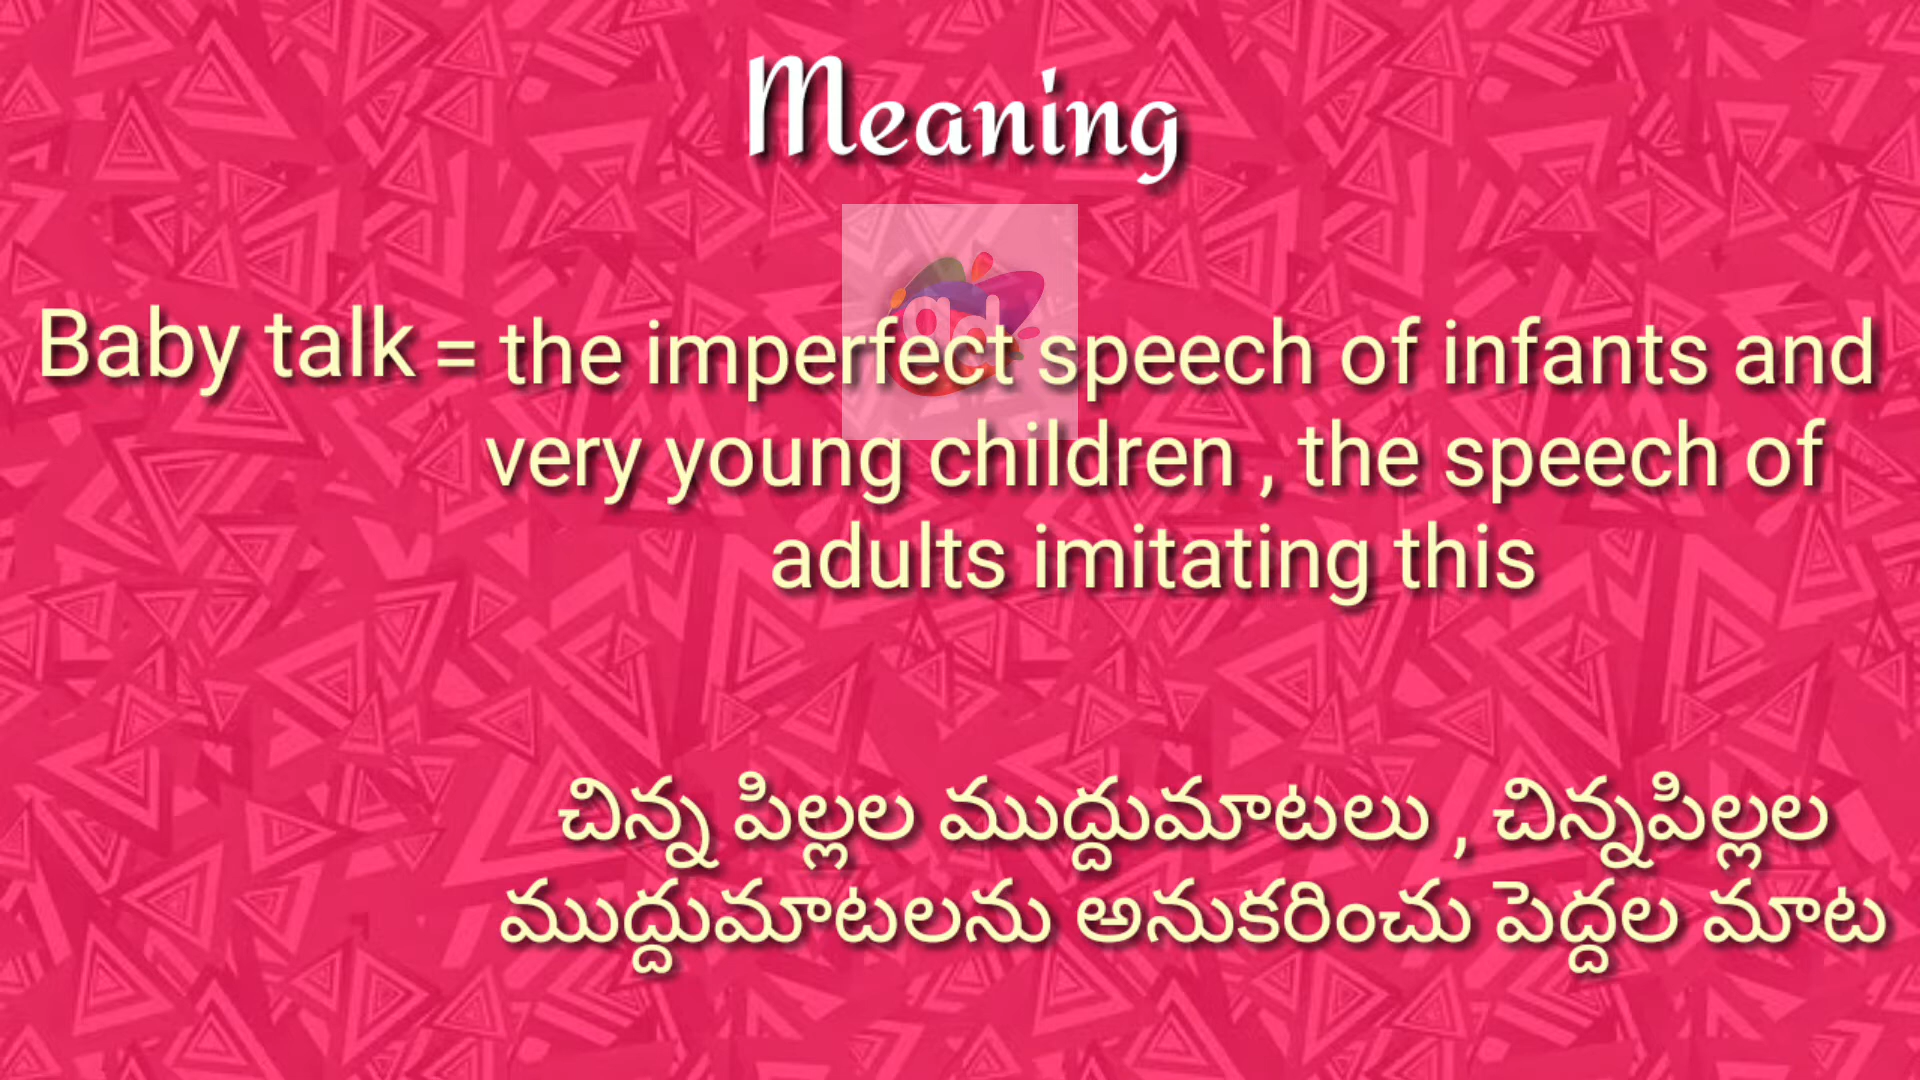 Meaning
Baby talk = the imperfect speech of infants and
very young children , the speech of
adults imitating this
చిన్న పిల్లల ముద్దుమాటలు , చిన్నపిల్లల
ముద్దుమాటలను అనుకరించు పెద్దల మాట